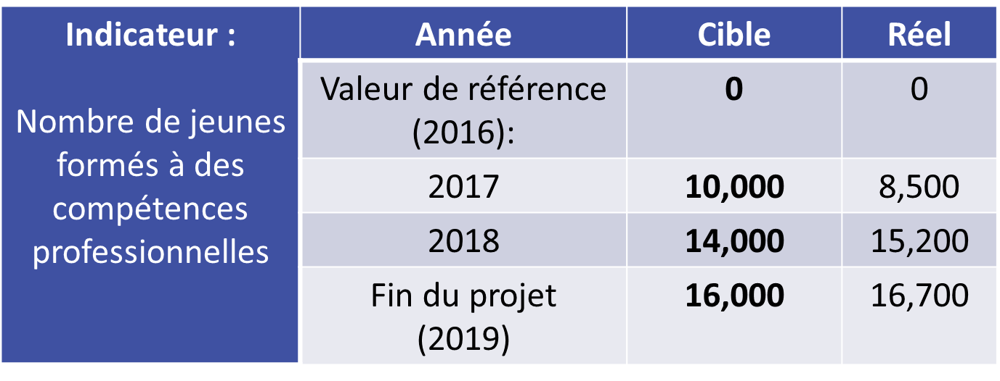 Indicateur :
Nombre de jeunes
formés à des
compétences
professionnelles
Année
Cible
Réel
Valeur de référence
(2016):
0
0
2017
10,000
8,500
2018
14,000
15,200
Fin du projet
(2019)
16,000
16,700